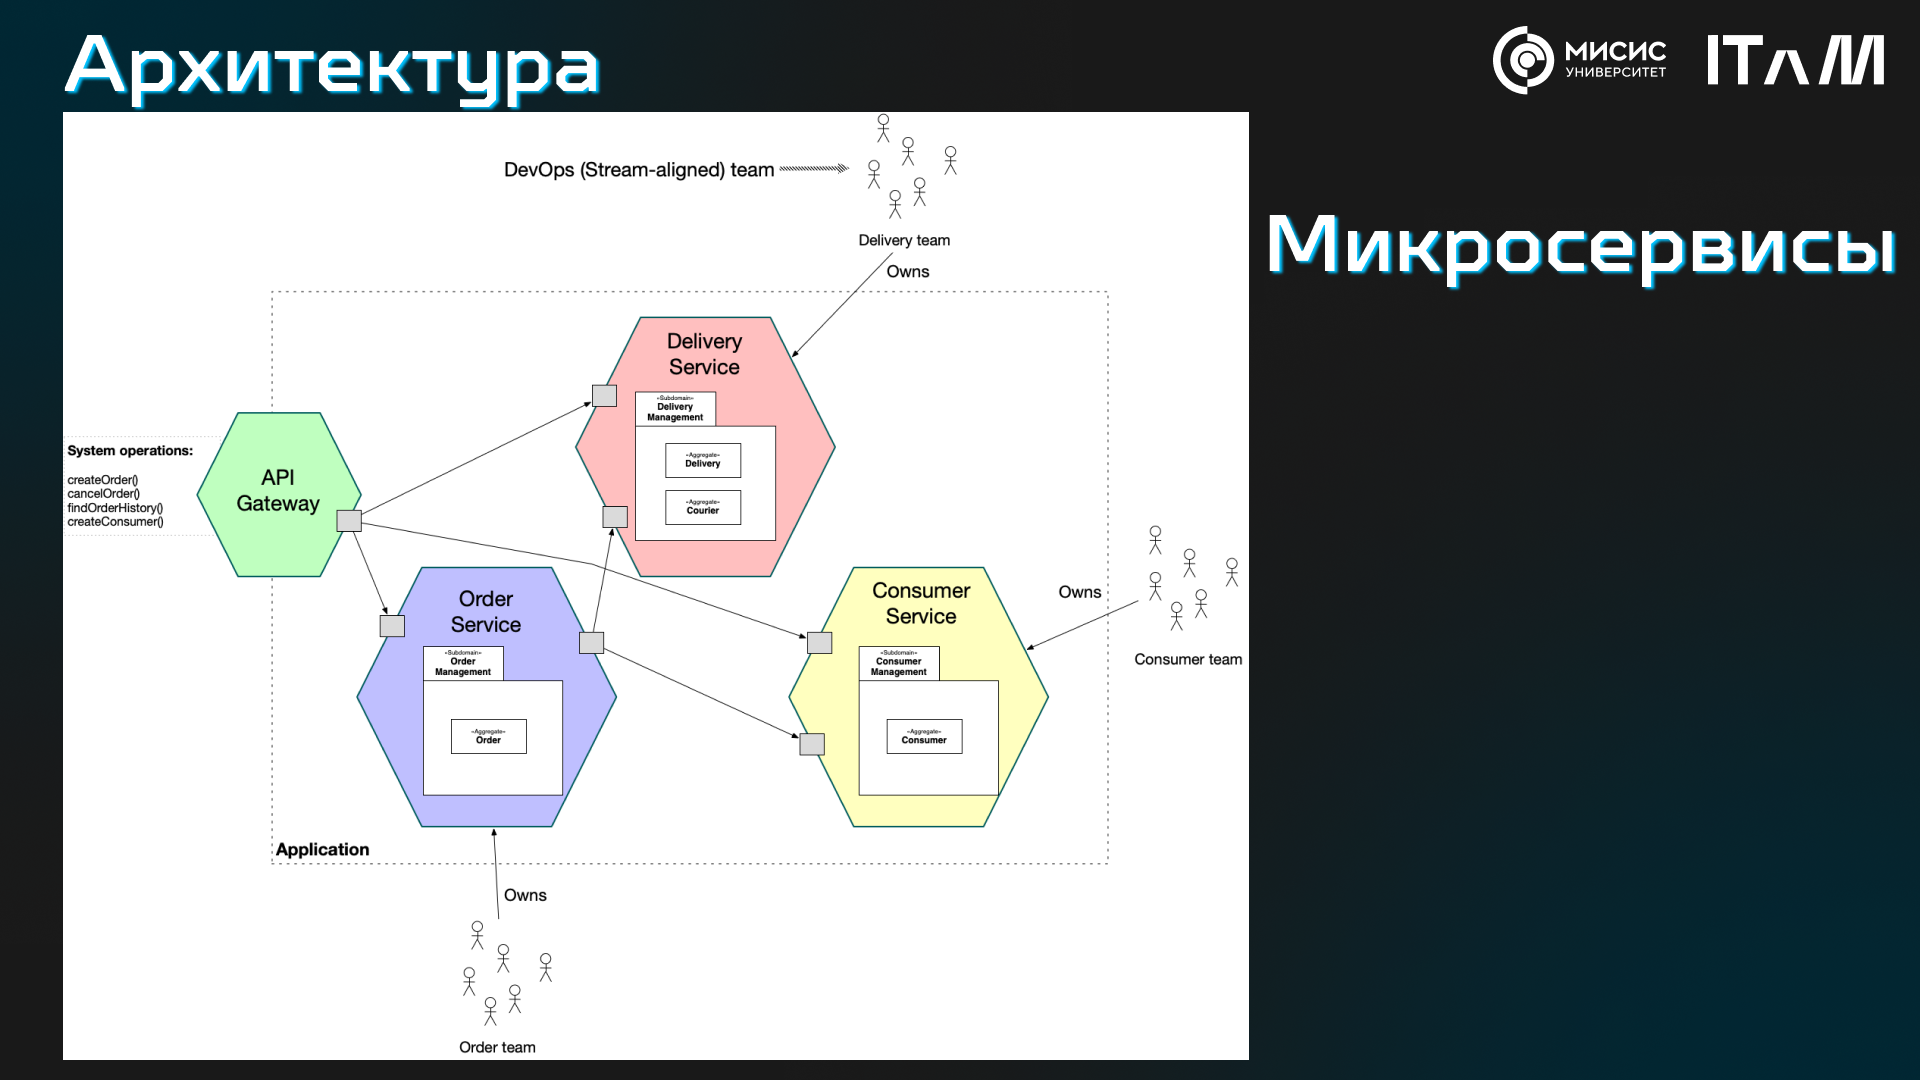 Архитектура
МИСИС
УНИВЕРСИТЕТ
ITAM
Микросервисы
DevOps (Stream-aligned) team
Delivery team
Owns
Delivery
Service
«Subdomain»
Delivery
Management
«Aggregate»
Delivery
«Aggregate»
Courier
System operations:
createOrder()
cancelOrder()
findOrderHistory()
createConsumer()
API
Gateway
Order
Service
«Subdomain»
Order
Management
«Aggregate»
Order
Consumer
Service
«Subdomain»
Consumer
Management
«Aggregate»
Consumer
Owns
Consumer team
Application
Owns
Order team